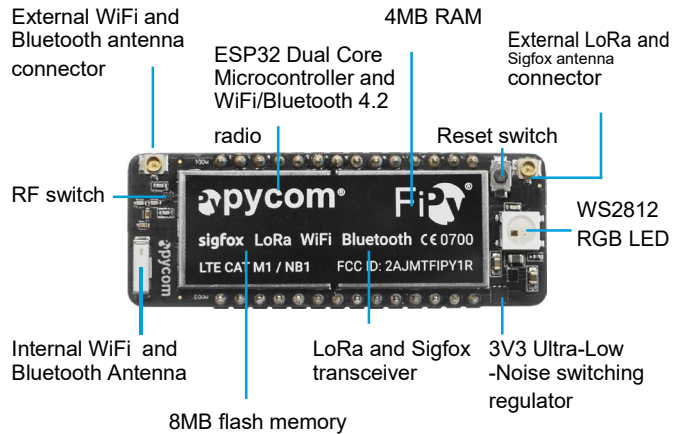 External WiFi and
Bluetooth antenna
connector
4MB RAM
ESP32 Dual Core
Microcontroller and
WiFi/Bluetooth 4.2
radio
External LoRa and
Sigfox antenna
connector
Reset switch
RF switch
WS2812
RGB LED
pycom®
FiPy®
sigfox LoRa WiFi Bluetooth CE 0700
LTE CAT M1 / NB1 FCC ID: 2AJMTFIPY1R
pycom
Internal WiFi and
Bluetooth Antenna
LoRa and Sigfox
transceiver
3V3 Ultra-Low
-Noise switching
regulator
8MB flash memory